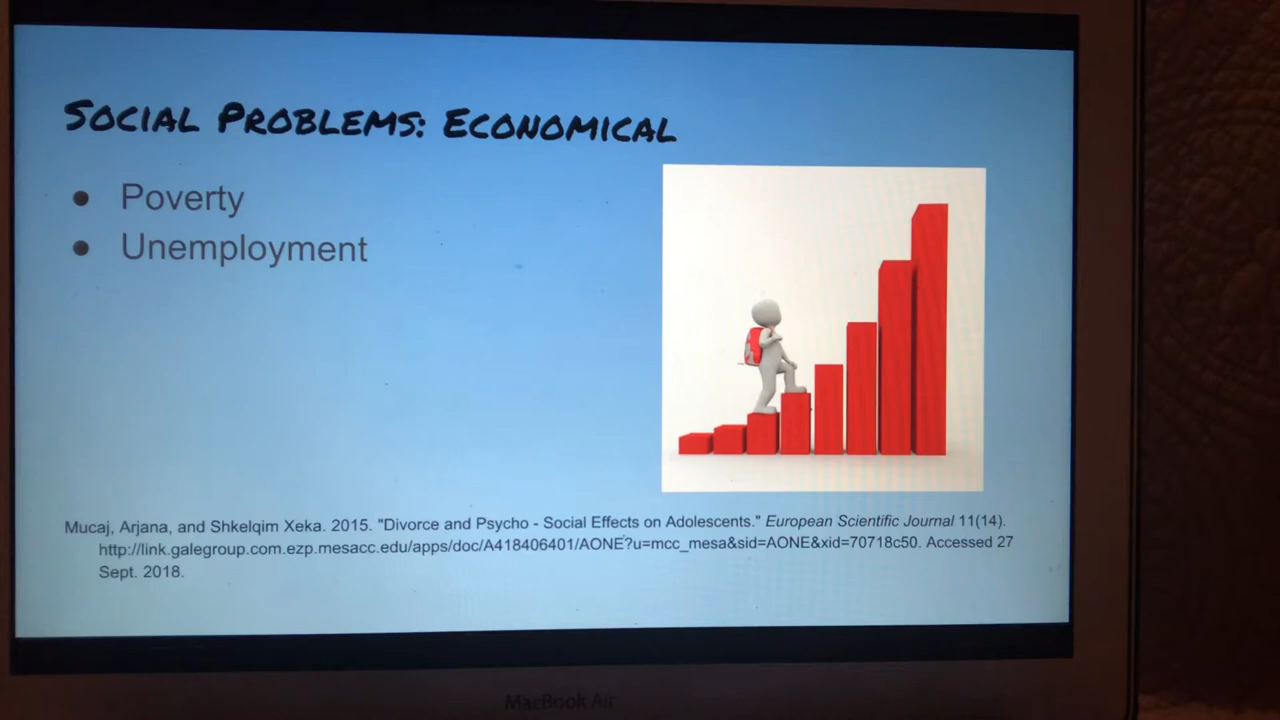 SOCIAL PROBLEMS: ECONOMICAL
● Poverty
● Unemployment
Mucaj, Arjana, and Shkelqim Xeka. 2015. "Divorce and Psycho - Social Effects on Adolescents." European Scientific Journal 11(14).
http://link.galegroup.com.ezp.mesacc.edu/apps/doc/A418406401/AONE?u=mcc_mesa&sid=AONE&xid=70718c50. Accessed 27
Sept. 2018.
MacBook Air